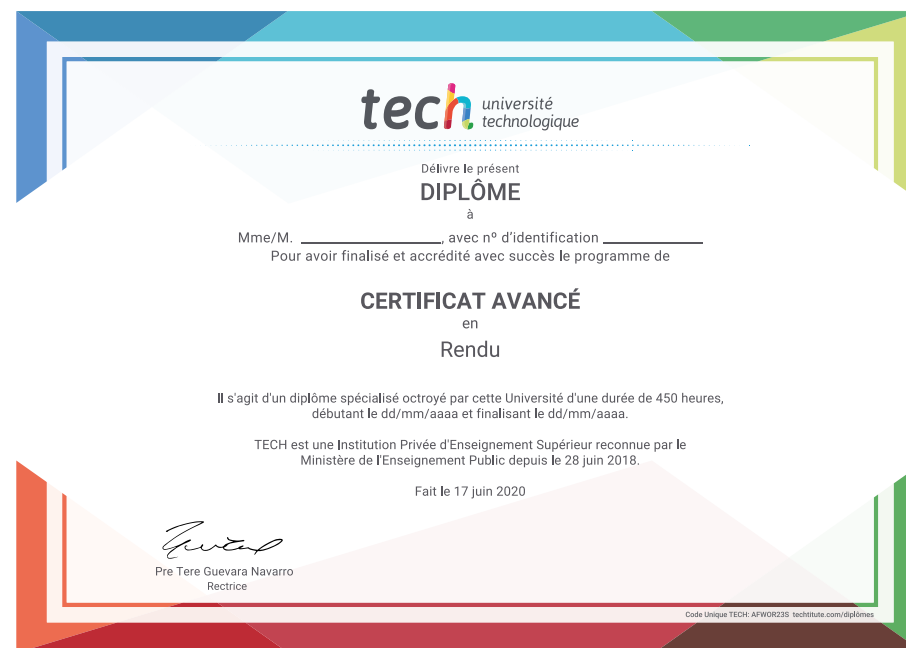 tech université
technologique
Délivre le présent
DIPLÔME
à
Mme/M. ____________________, avec nº d'identification ______________
Pour avoir finalisé et accrédité avec succès le programme de
CERTIFICAT AVANCÉ
en
Rendu
Il s'agit d'un diplôme spécialisé octroyé par cette Université d'une durée de 450 heures,
débutant le dd/mm/aaaa et finalisant le dd/mm/aaaa.
TECH est une Institution Privée d'Enseignement Supérieur reconnue par le
Ministère de l'Enseignement Public depuis le 28 juin 2018.
Fait le 17 juin 2020
Pre Tere Guevara Navarro
Rectrice
Code Unique TECH: AFWOR23S techtitute.com/diplômes